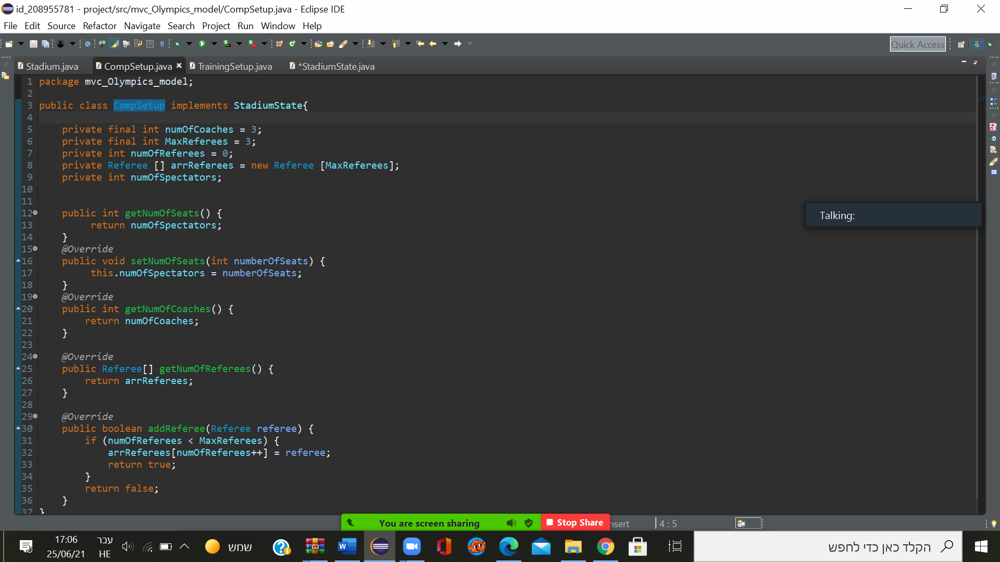 id_208955781 - project/src/mvc_Olympics_model/CompSetup.java - Eclipse IDE
File Edit Source Refactor Navigate Search Project Run Window Help
Quick Access
Stadium.java CompSetup.java TrainingSetup.java *StadiumState.java
1 package mvc_Olympics_model;
2
3 public class CompSetup implements StadiumState{
4
5 private final int numOfCoaches = 3;
6 private final int MaxReferees = 3;
7 private int numOfReferees = 0;
8 private Referee [] arrReferees = new Referee [MaxReferees];
9 private int numOfSpectators;
10
11
12 public int getNumOfSeats() {
13 return numOfSpectators;
14 }
15 @Override
16 public void setNumOfSeats(int numberOfSeats) {
17 this.numOfSpectators = numberOfSeats;
18 }
19 @Override
20 public int getNumOfCoaches() {
21 return numOfCoaches;
22 }
23
24 @Override
25 public Referee[] getNumOfReferees() {
26 return arrReferees;
27 }
28
29 @Override
30 public boolean addReferee(Referee referee) {
31 if (numOfReferees < MaxReferees) {
32 arrReferees[numOfReferees++] = referee;
33 return true;
34 }
35 return false;
36 }
37 }
Talking:
You are screen sharing Stop Share nsert 4 : 5
17:06
25/06/21
עבר
HE
שמש
הקלד כאן כדי לחפש